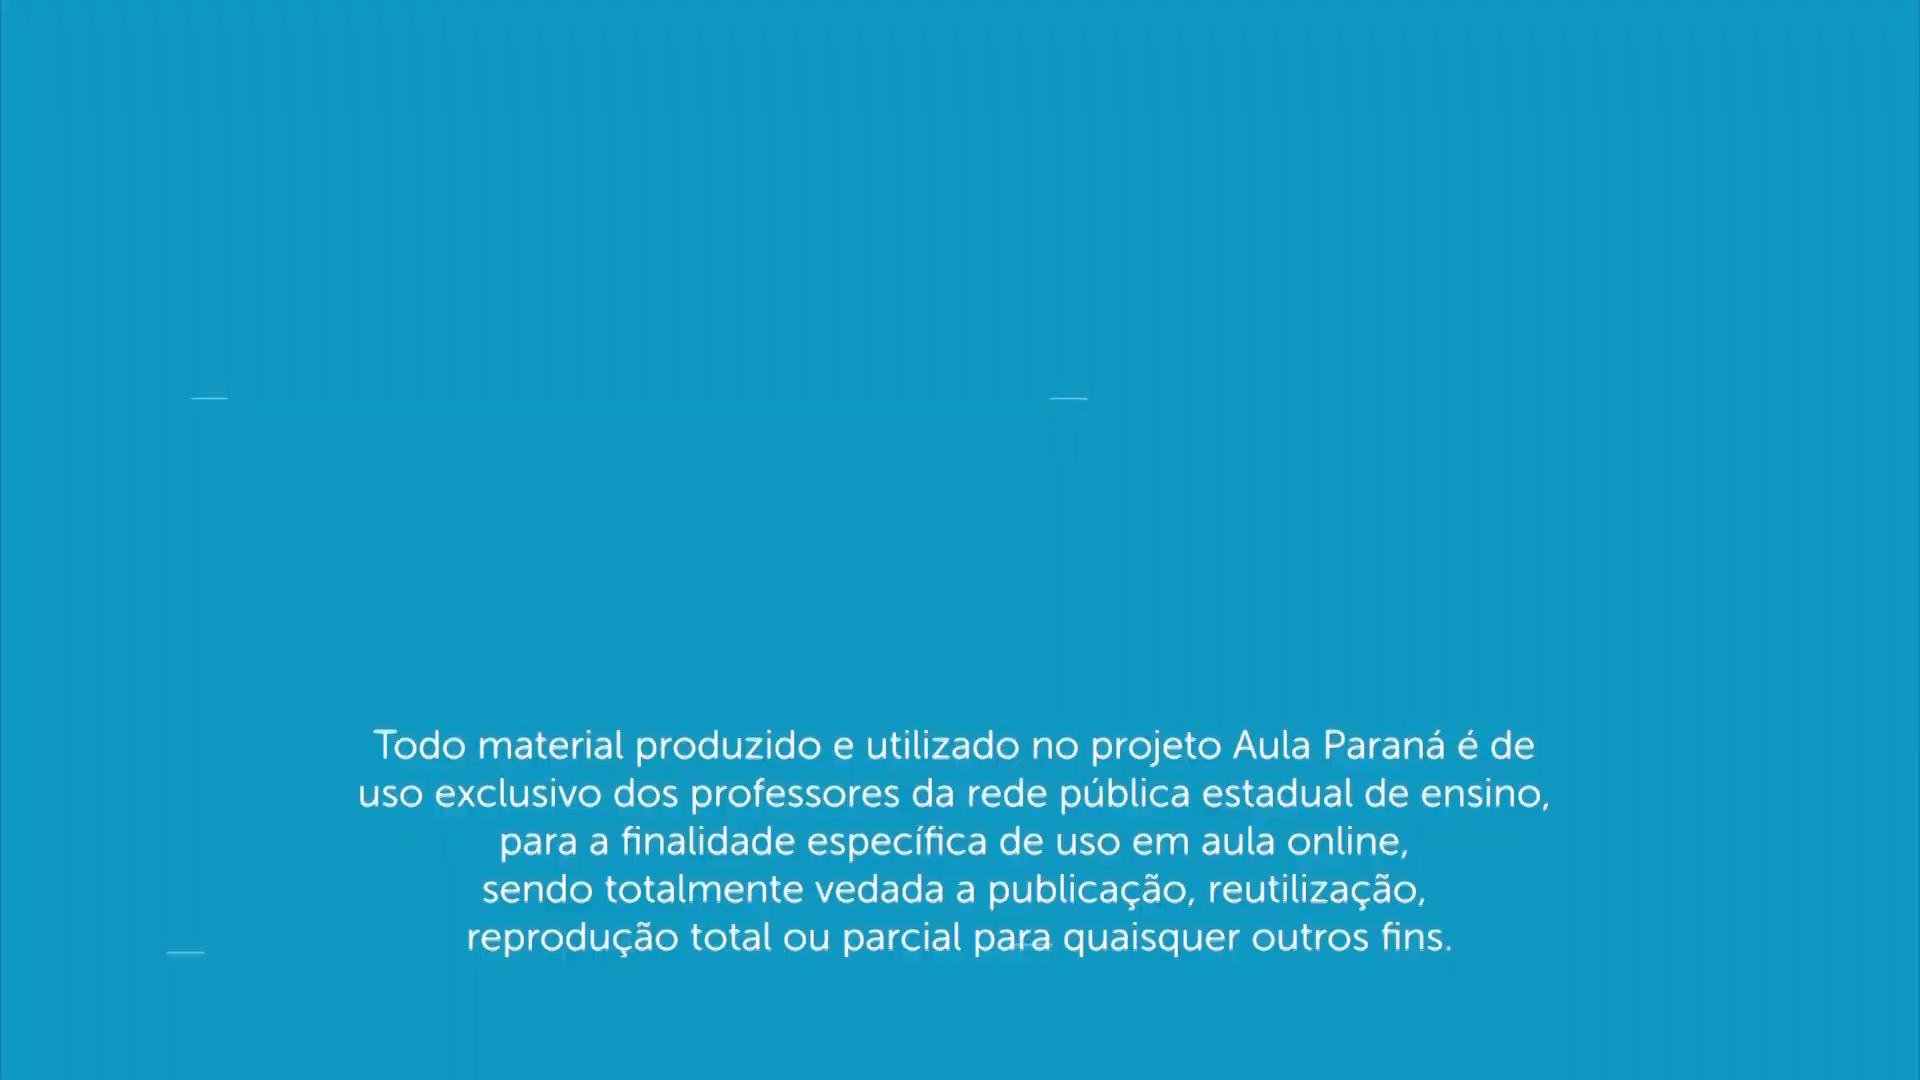 Todo material produzido e utilizado no projeto Aula Paraná é de
uso exclusivo dos professores da rede pública estadual de ensino,
para a finalidade específica de uso em aula online,
sendo totalmente vedada a publicação, reutilização,
reprodução total ou parcial para quaisquer outros fins.